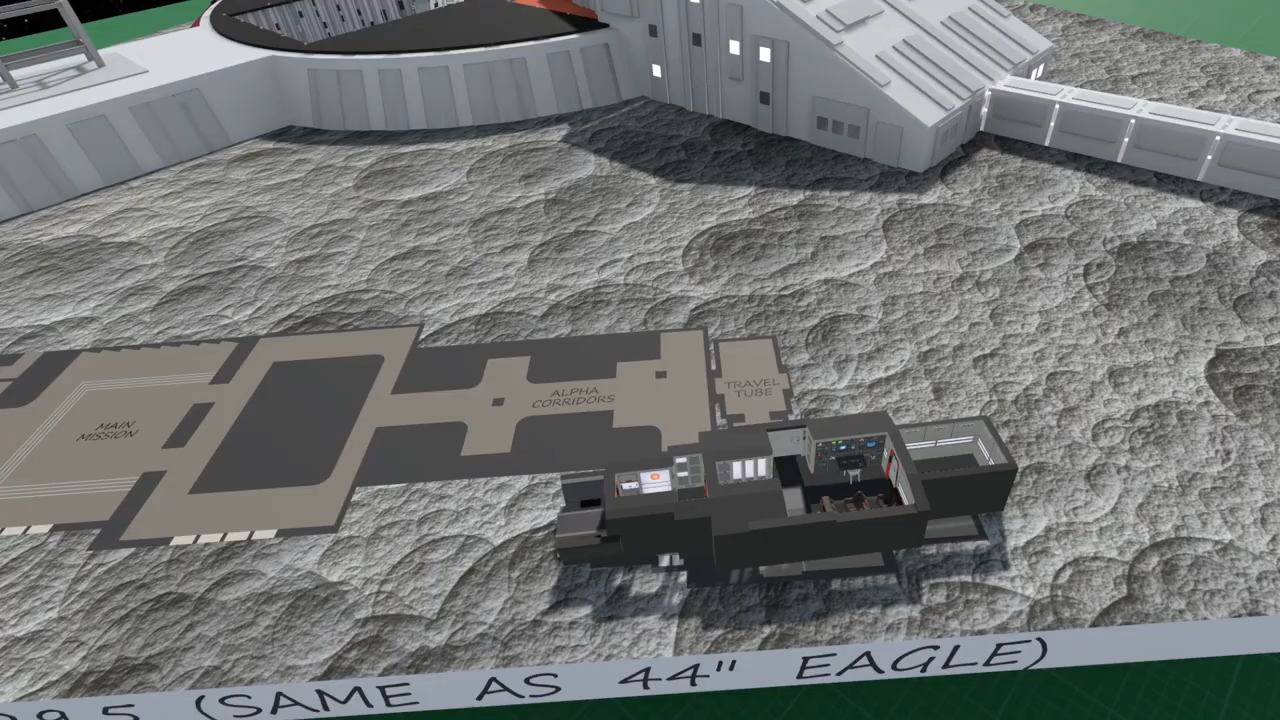 MAIN
MISSION
ALPHA
CORRIDORS
TRAVEL
TUBE
(SAME AS 44" EAGLE)